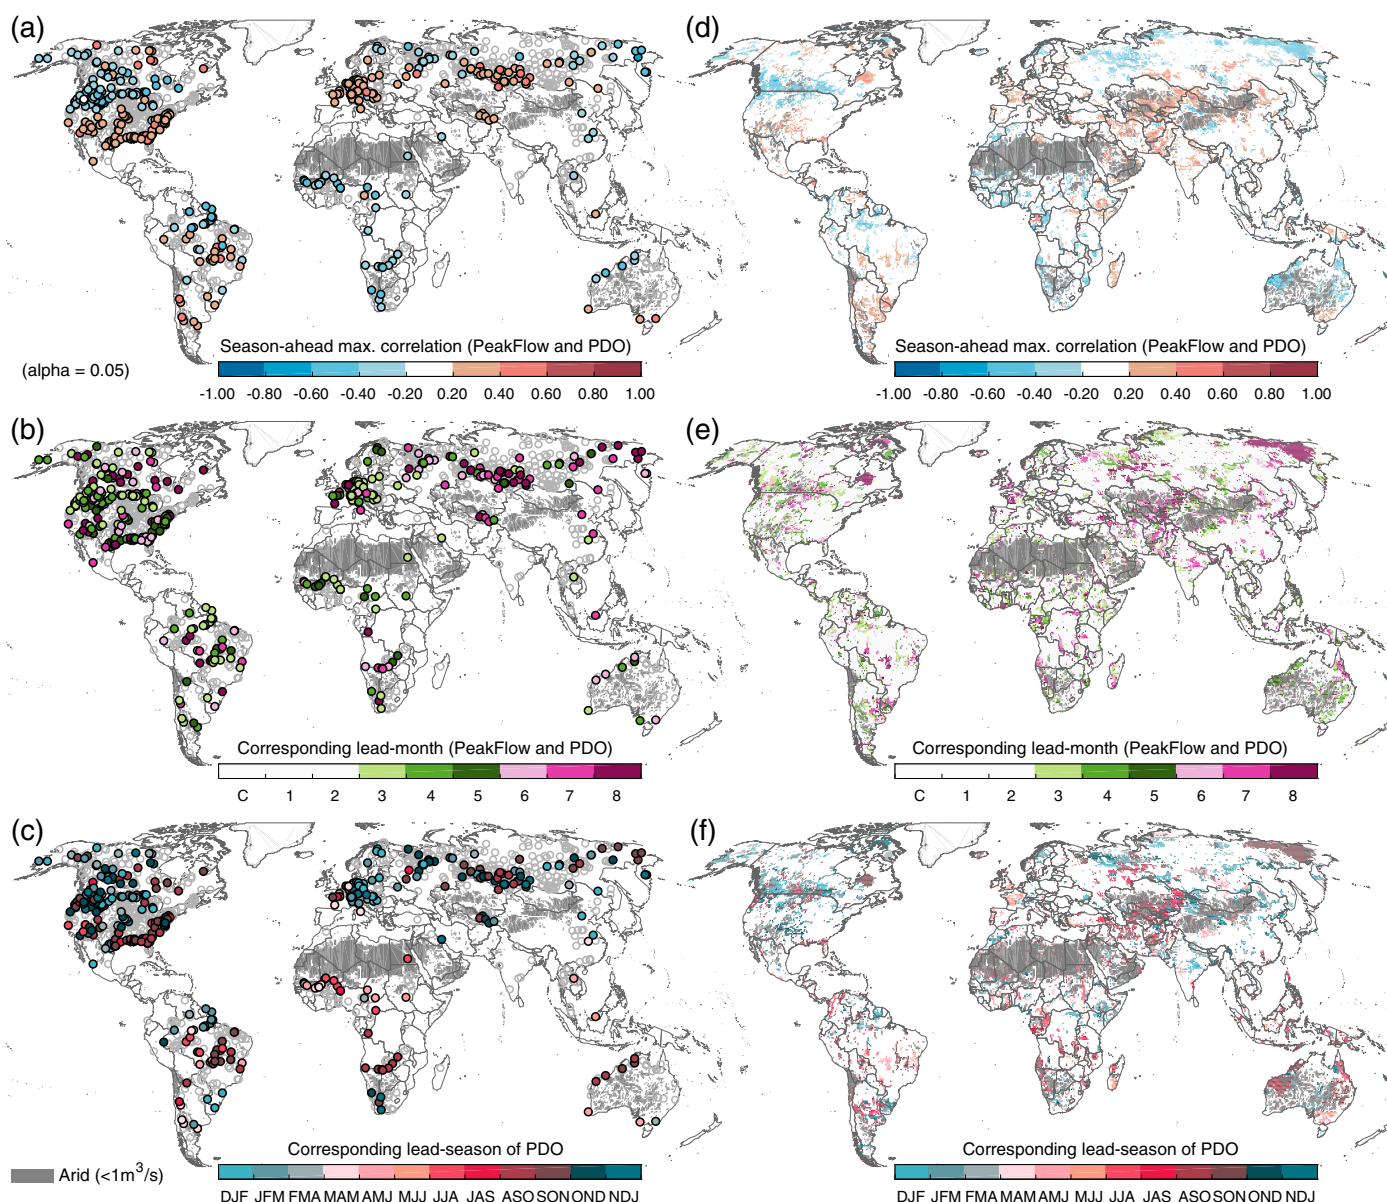 (a)
(d)
Season-ahead max. correlation (PeakFlow and PDO)
(alpha = 0.05)
-1.00 -0.80 -0.60 -0.40 -0.20 0.20 0.40 0.60 0.80 1.00
Season-ahead max. correlation (PeakFlow and PDO)
-1.00 -0.80 -0.60 -0.40 -0.20 0.20 0.40 0.60 0.80 1.00
(b)
(e)
Corresponding lead-month (PeakFlow and PDO)
C 1 2 3 4 5 6 7 8
Corresponding lead-month (PeakFlow and PDO)
C 1 2 3 4 5 6 7 8
(c)
(f)
Corresponding lead-season of PDO
Arid (<1m³/s)
DJF JFM FMA MAM AMJ MJJ JJA JAS ASO SON OND NDJ
Corresponding lead-season of PDO
DJF JFM FMA MAM AMJ MJJ JJA JAS ASO SON OND NDJ